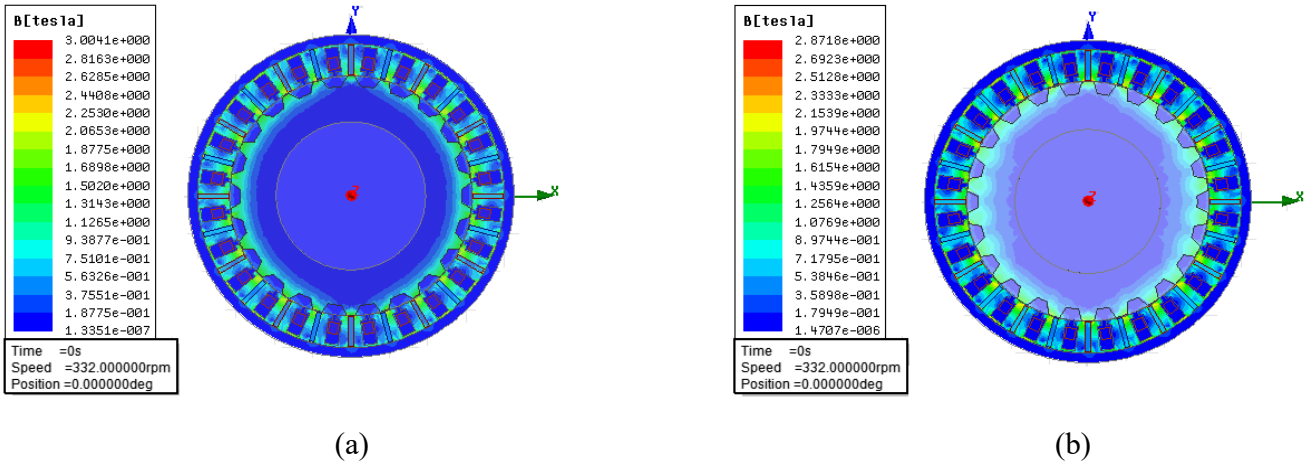 B[tesla]
3.0041e+000
2.8163e+000
2.6285e+000
2.4408e+000
2.2530e+000
2.0653e+000
1.8775e+000
1.6898e+000
1.5020e+000
1.3143e+000
1.1265e+000
9.3877e-001
7.5101e-001
5.6326e-001
3.7551e-001
1.8775e-001
1.3351e-007
Time =0s
Speed =332.000000rpm
Position =0.000000deg
Y
X
(a)
B[tesla]
2.8718e+000
2.6923e+000
2.5128e+000
2.3333e+000
2.1539e+000
1.9744e+000
1.7949e+000
1.6154e+000
1.4359e+000
1.2564e+000
1.0769e+000
8.9744e-001
7.1795e-001
5.3846e-001
3.5898e-001
1.7949e-001
1.4707e-006
Time =0s
Speed =332.000000rpm
Position =0.000000deg
Y
X
(b)